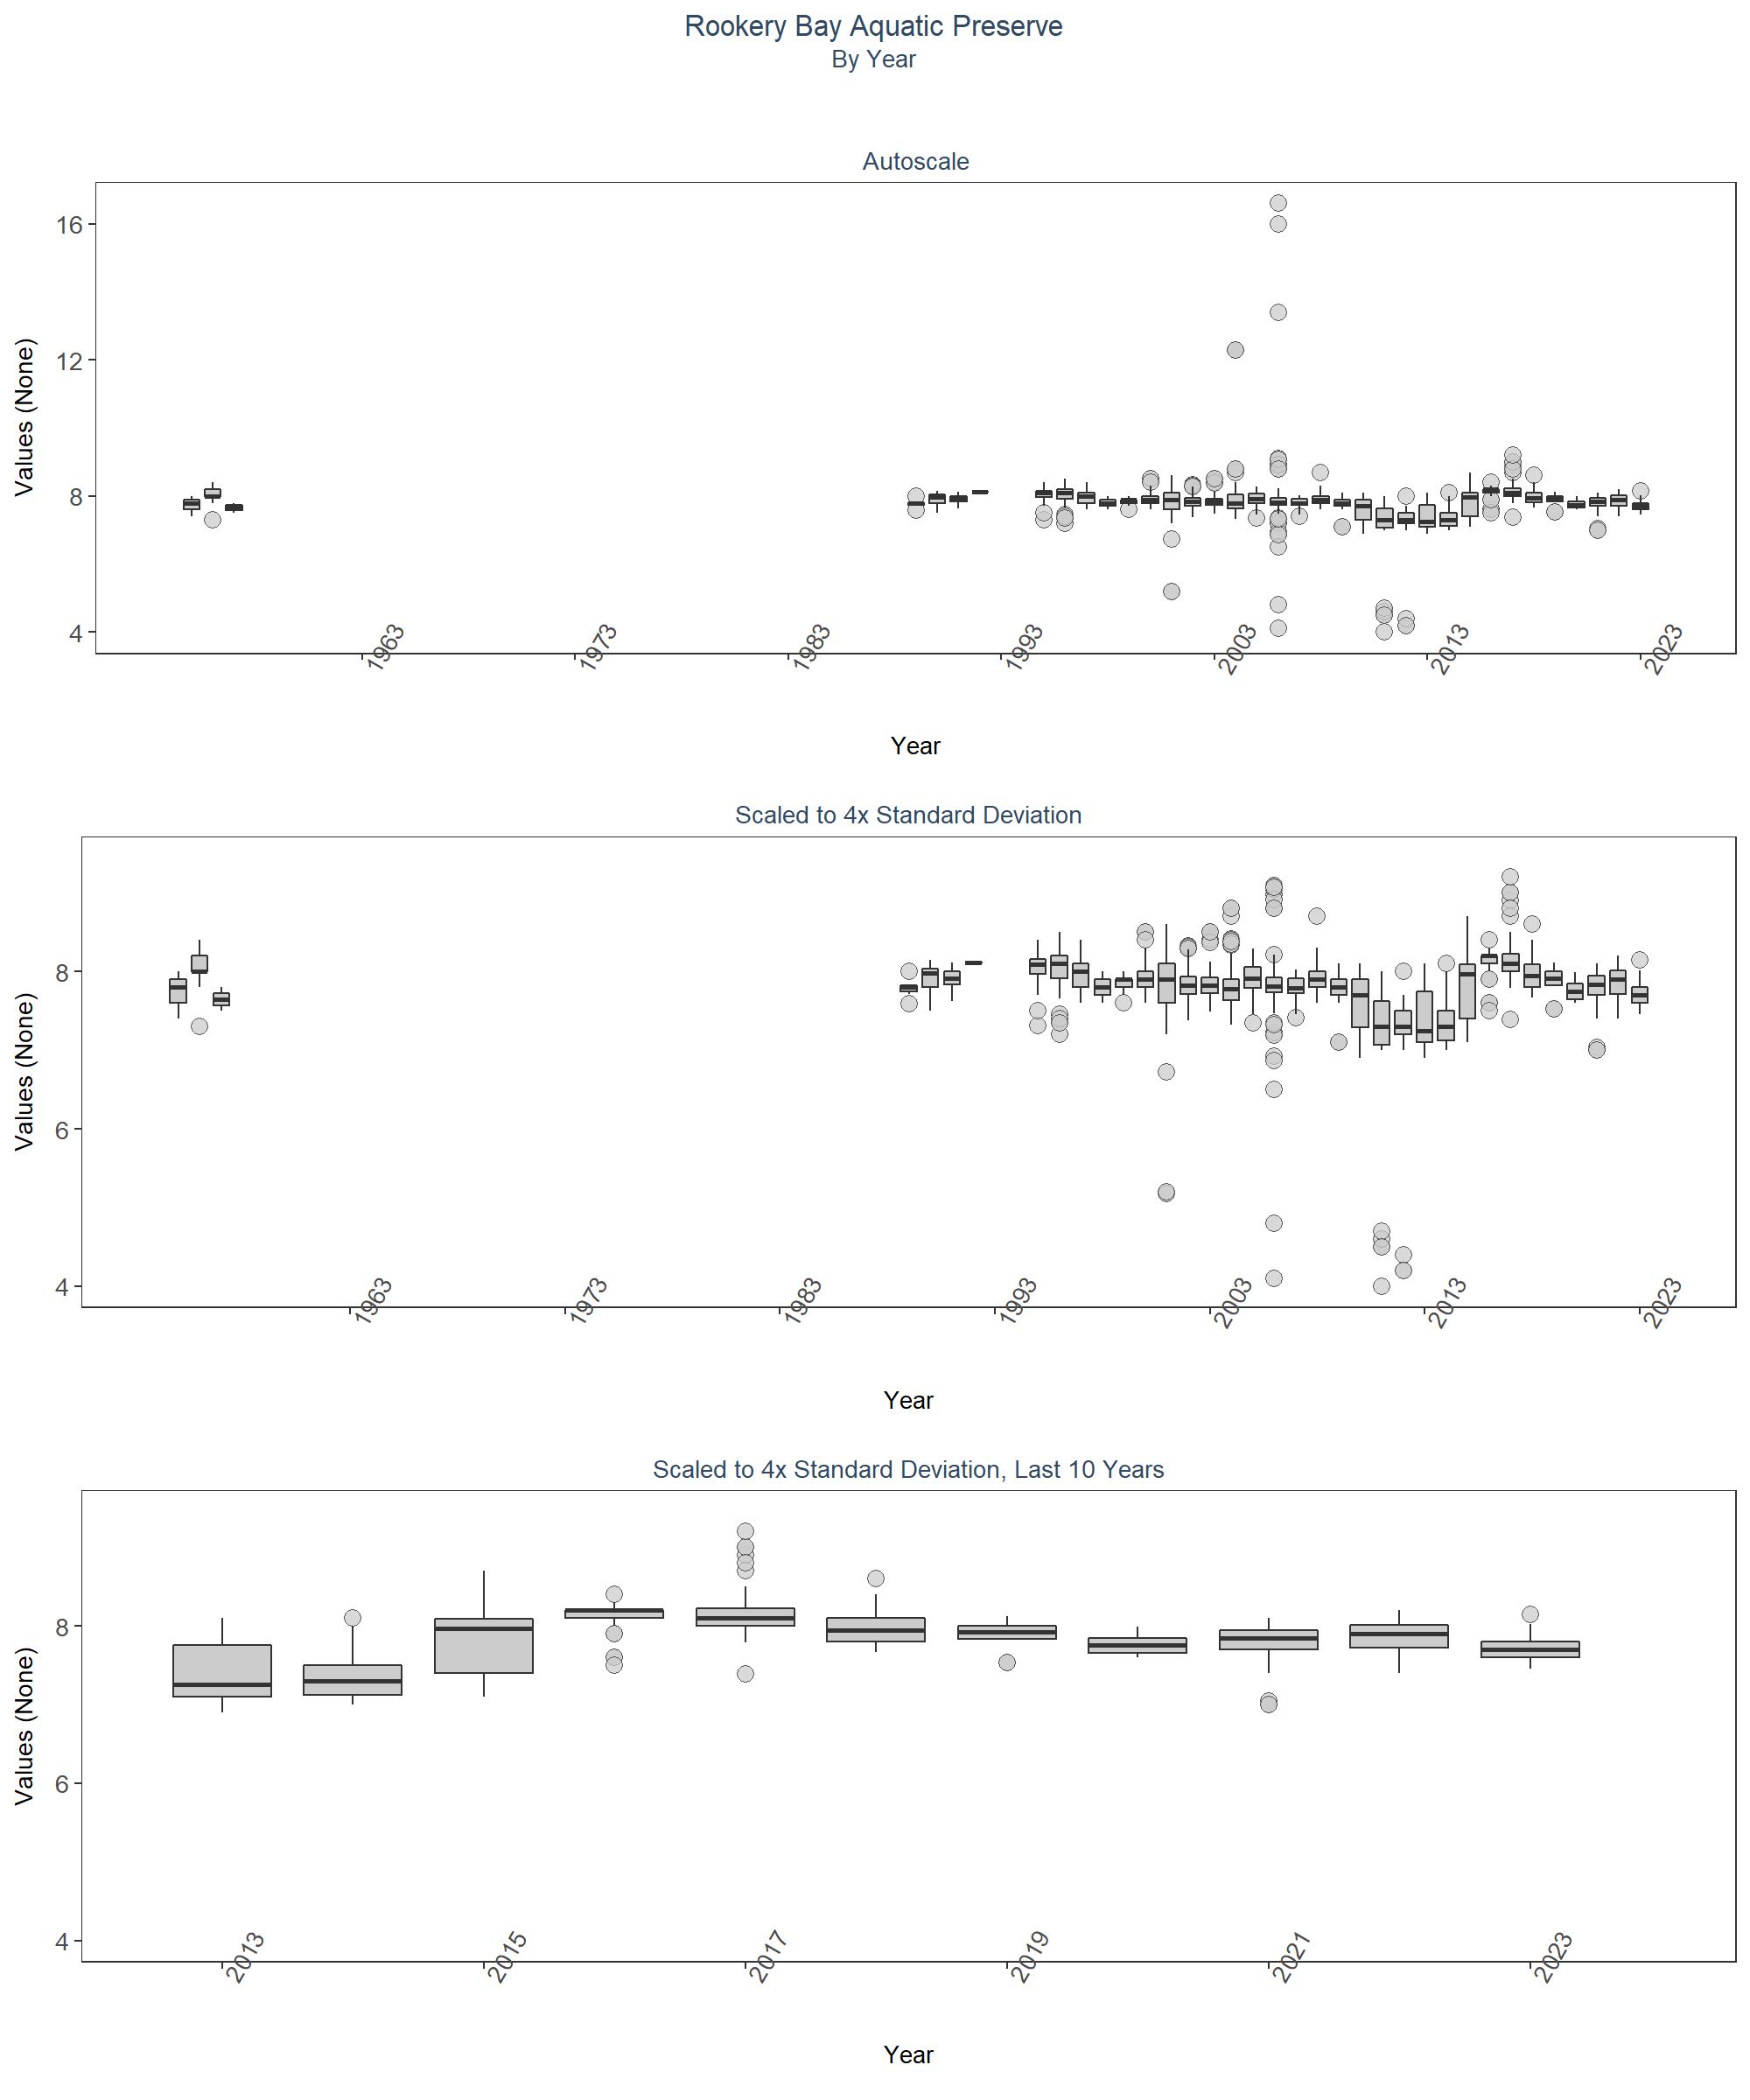 Rookery Bay Aquatic Preserve
By Year
Autoscale
16
12
8
4
Values (None)
1963
1973
1983
1993
2003
2013
2023
Year
Scaled to 4x Standard Deviation
8
6
4
Values (None)
1963
1973
1983
1993
2003
2013
2023
Year
Scaled to 4x Standard Deviation, Last 10 Years
8
6
4
Values (None)
2013
2015
2017
2019
2021
2023
Year